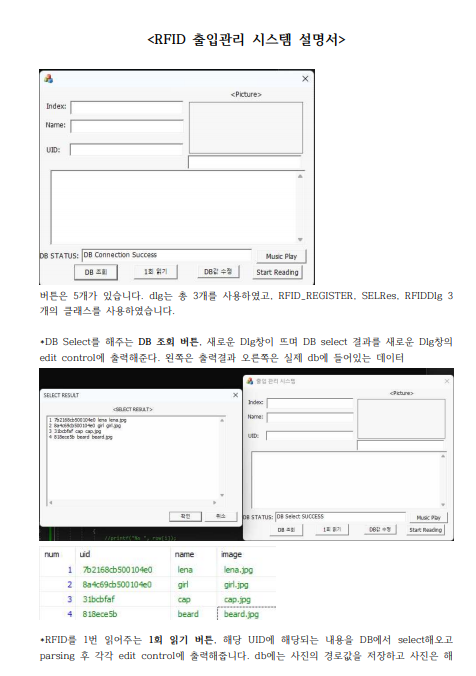 <RFID 출입관리 시스템 설명서>
<Picture>
Index:
Name:
UID:
DB STATUS: DB Connection Success
Music Play
DB 조회 1회 읽기 DB값 수정 Start Reading
버튼은 5개가 있습니다. dlg는 총 3개를 사용하였고, RFID_REGISTER, SELRes, RFIDDlg 3
개의 클래스를 사용하였습니다.
*DB Select를 해주는 DB 조회 버튼. 새로운 Dlg창이 뜨며 DB select 결과를 새로운 Dlg창의
edit control에 출력해준다. 왼쪽은 출력결과 오른쪽은 실제 db에 들어있는 데이터
SELECT RESULT
<SELECT RESULT>
1 7b2168cb500104e0 lena lena.jpg
2 8a4c69cb500104e0 girl girl.jpg
3 31bcbfaf cap cap.jpg
4 818ece5b beard beard.jpg
확인 취소
출입 관리 시스템
<Picture>
Index:
Name:
UID:
DB STATUS: DB Select SUCCESS
Music Play
DB 조회 1회 읽기 DB값 수정 Start Reading
num uid name image
1 7b2168cb500104e0 lena lena.jpg
2 8a4c69cb500104e0 girl girl.jpg
3 31bcbfaf cap cap.jpg
4 818ece5b beard beard.jpg
*RFID를 1번 읽어주는 1회 읽기 버튼. 해당 UID에 해당되는 내용을 DB에서 select해오고
parsing 후 각각 edit control에 출력해줍니다. db에는 사진의 경로값을 저장하고 사진은 해